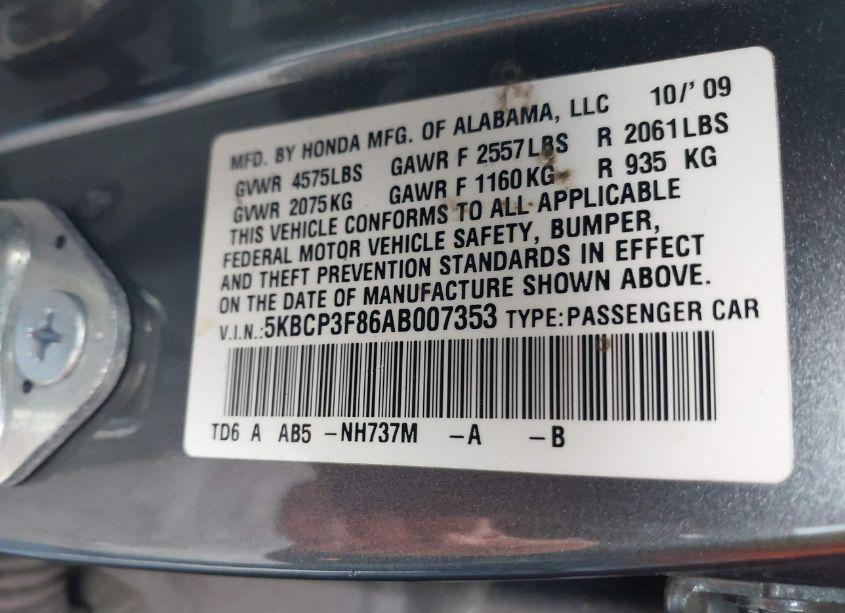 MFD. BY HONDA MFG. OF ALABAMA, LLC 10/'09
GVWR 4575LBS GAWR F 2557LBS R 2061LBS
GVWR 2075KG GAWR F 1160KG R 935 KG
THIS VEHICLE CONFORMS TO ALL APPLICABLE
FEDERAL MOTOR VEHICLE SAFETY, BUMPER,
AND THEFT PREVENTION STANDARDS IN EFFECT
ON THE DATE OF MANUFACTURE SHOWN ABOVE.
V.I.N.:5KBCP3F86AB007353 TYPE:PASSENGER CAR
TD6 A AB5 -NH737M -A -B